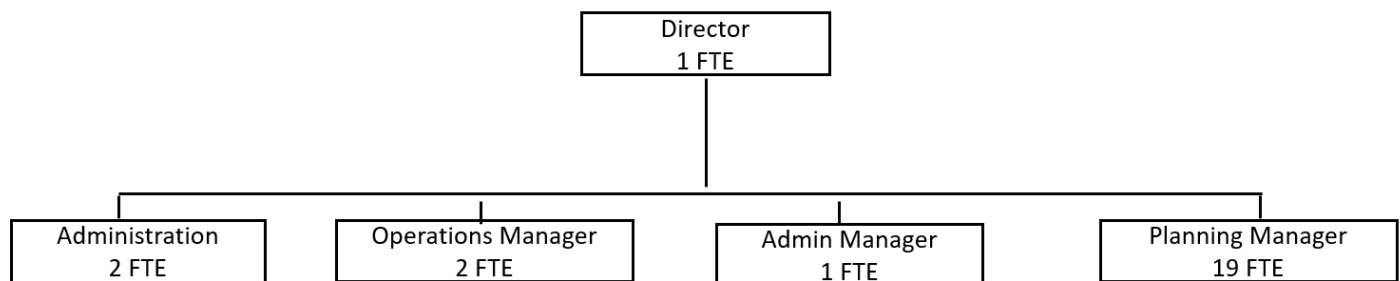 Director
1 FTE
Administration
2 FTE
Operations Manager
2 FTE
Admin Manager
1 FTE
Planning Manager
19 FTE